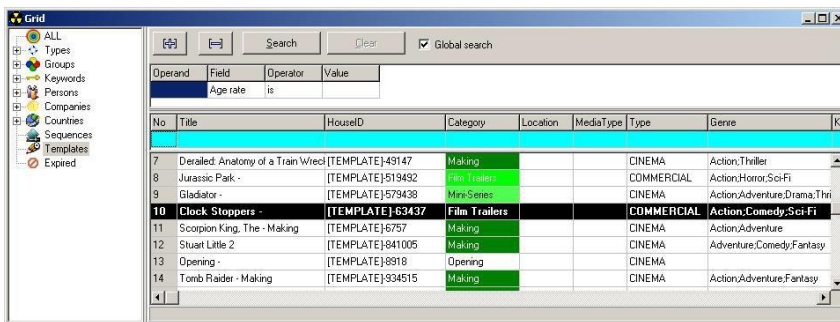 Grid
ALL
Types
Groups
Keywords
Persons
Companies
Countries
Sequences
Templates
Expired
Search Clear Global search
Operand Field Operator Value
Age rate is
No Title HouseID Category Location MediaType Type Genre K
7 Derailed: Anatomy of a Train Wrecl [TEMPLATE]-49147 Making CINEMA Action;Thriller
8 Jurassic Park - [TEMPLATE]-519492 Film Trailers COMMERCIAL Action;Horror;Sci-Fi
9 Gladiator - [TEMPLATE]-579438 Mini-Series CINEMA Action;Adventure;Drama;Thri
10 Clock Stoppers - [TEMPLATE]-63437 Film Trailers COMMERCIAL Action;Comedy;Sci-Fi
11 Scorpion King, The - Making [TEMPLATE]-6757 Making CINEMA Action;Adventure
12 Stuart Little 2 [TEMPLATE]-841005 Making CINEMA Adventure;Comedy;Fantasy
13 Opening - [TEMPLATE]-8918 Opening CINEMA
14 Tomb Raider - Making [TEMPLATE]-934515 Making CINEMA Action;Adventure;Fantasy